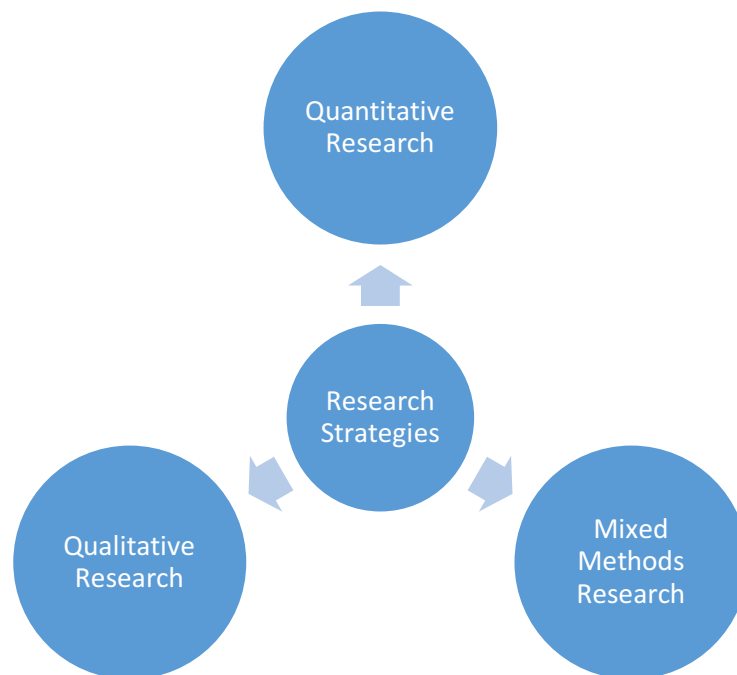 Quantitative
Research
Research
Strategies
Qualitative
Research
Mixed
Methods
Research